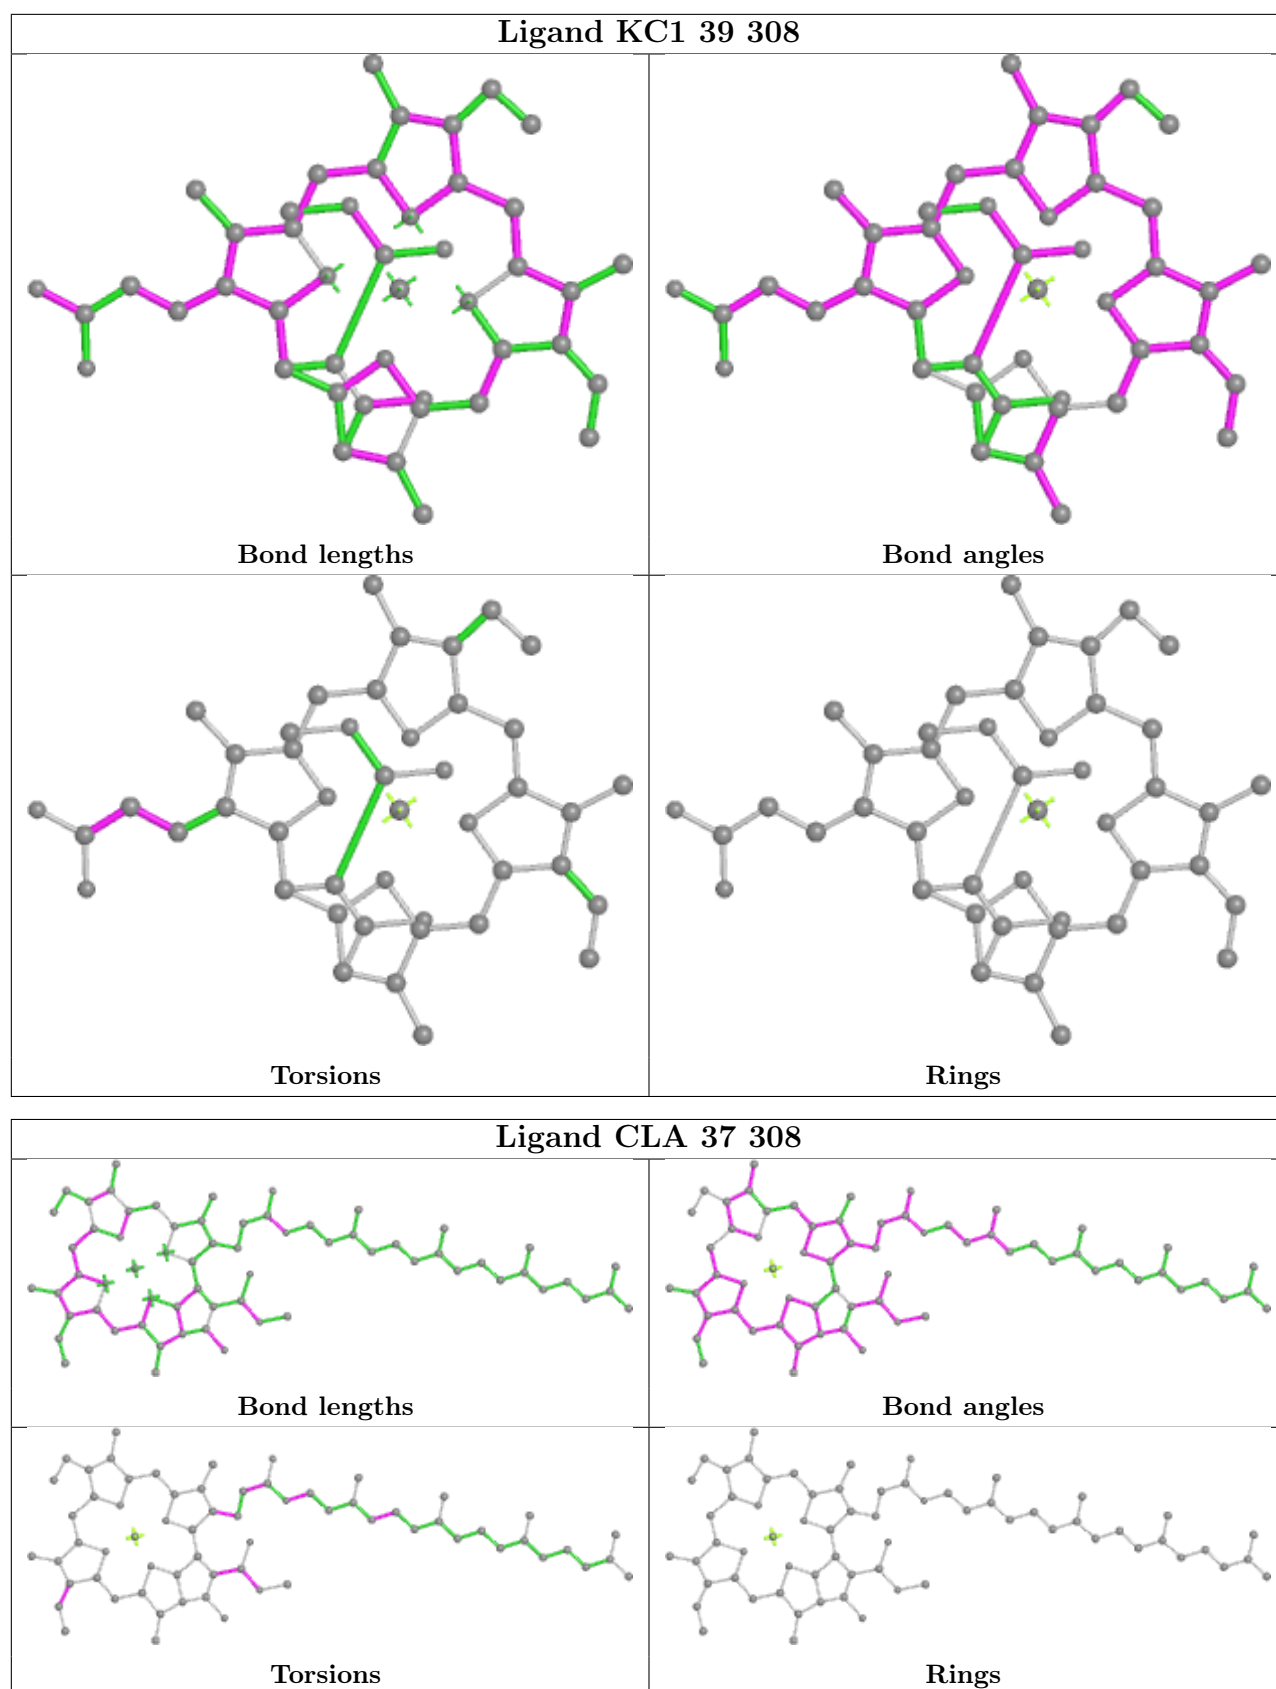 Ligand KC1 39 308
Bond lengths
Bond angles
Torsions
Rings
Ligand CLA 37 308
Bond lengths
Bond angles
Torsions
Rings